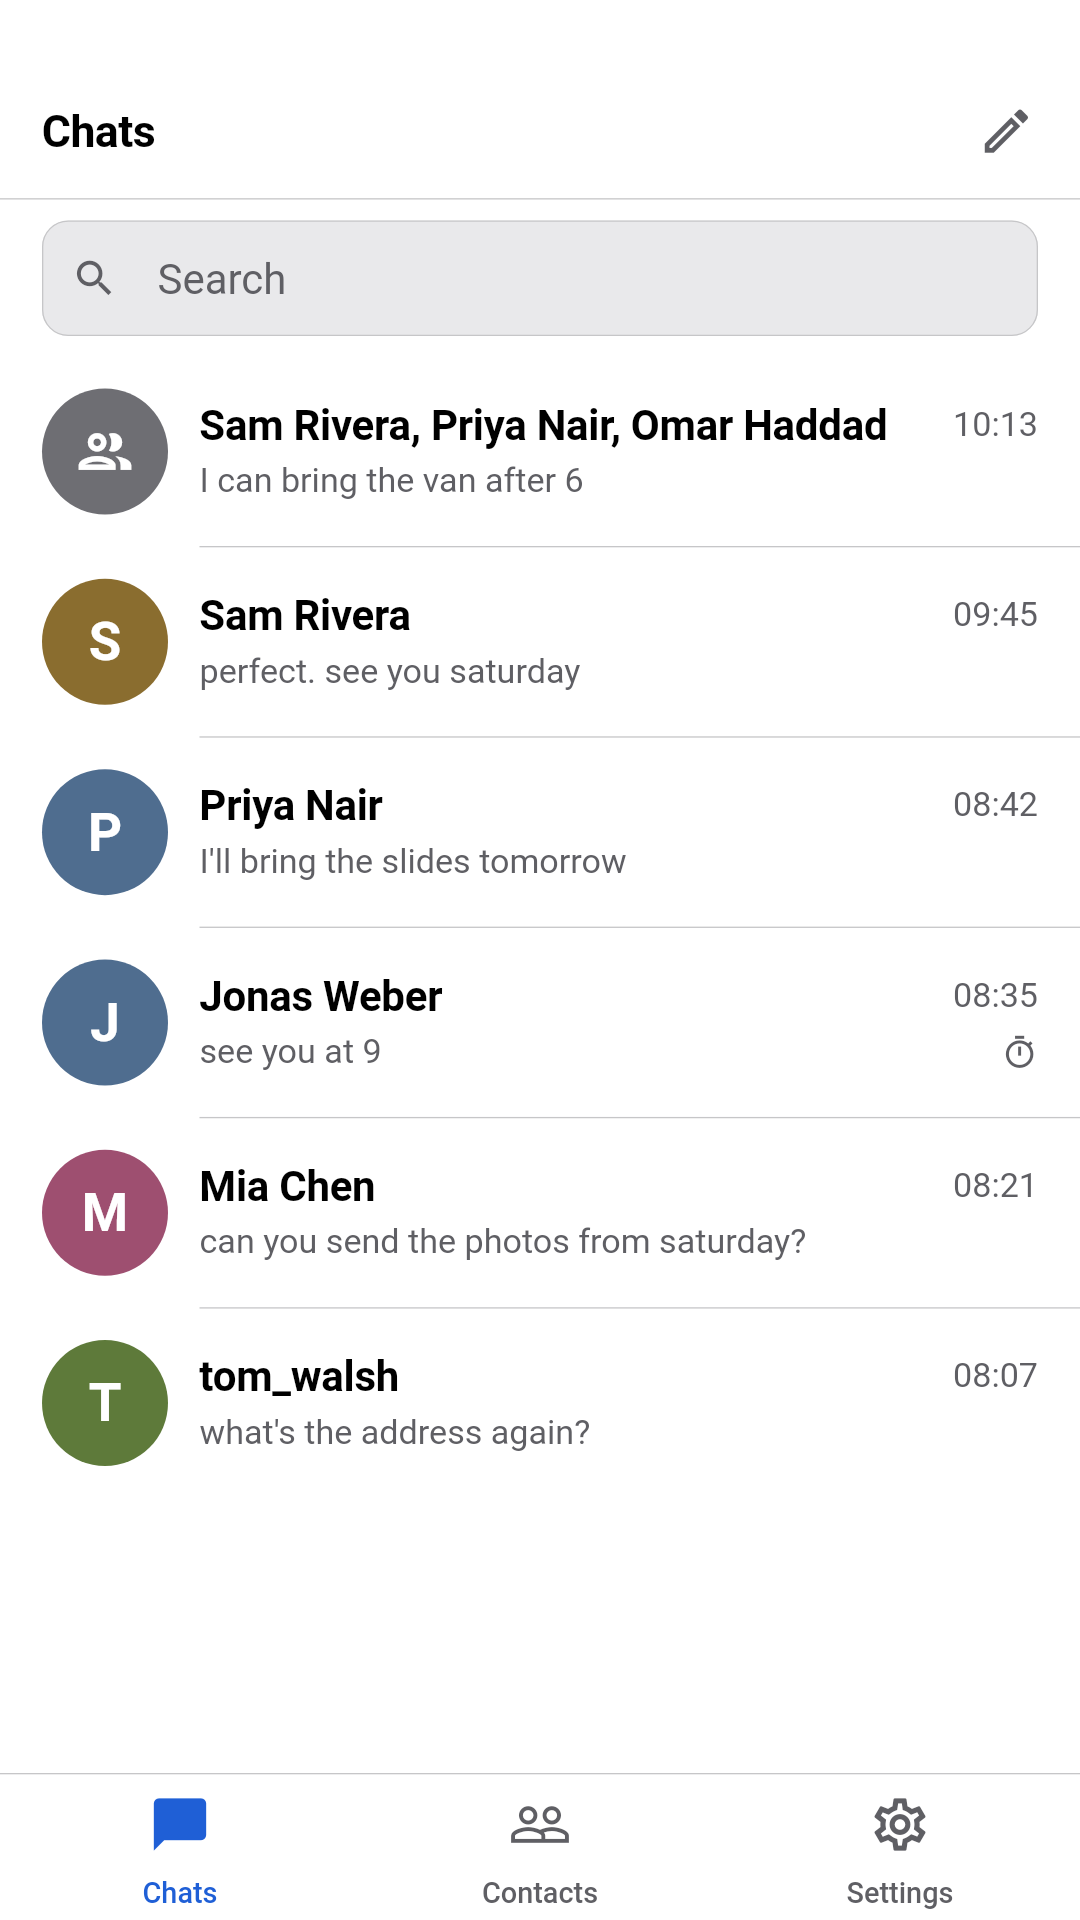 Chats
Search
Sam Rivera, Priya Nair, Omar Haddad 10:13
I can bring the van after 6
S
Sam Rivera 09:45
perfect. see you saturday
P
Priya Nair 08:42
I'll bring the slides tomorrow
J
Jonas Weber 08:35
see you at 9
M
Mia Chen 08:21
can you send the photos from saturday?
T
tom_walsh 08:07
what's the address again?
Chats Contacts Settings